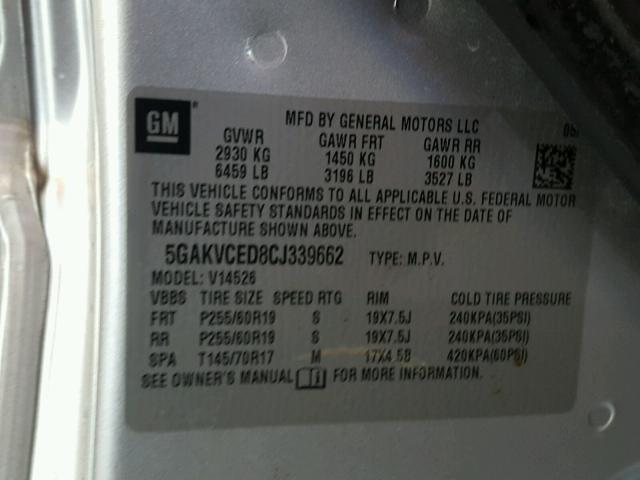 GM
MFD BY GENERAL MOTORS LLC
GVWR GAWR FRT GAWR RR
2930 KG 1450 KG 1600 KG
6459 LB 3196 LB 3527 LB
THIS VEHICLE CONFORMS TO ALL APPLICABLE U.S. FEDERAL MOTOR
VEHICLE SAFETY STANDARDS IN EFFECT ON THE DATE OF
MANUFACTURE SHOWN ABOVE.
5GAKVCED8CJ339662 TYPE: M.P.V.
MODEL: V14526
VBBS TIRE SIZE SPEED RTG RIM COLD TIRE PRESSURE
FRT P255/60R19 S 19X7.5J 240KPA(35PSI)
RR P255/60R19 S 19X7.5J 240KPA(35PSI)
SPA T145/70R17 M 17X4.5B 420KPA(60PSI)
SEE OWNER'S MANUAL FOR MORE INFORMATION.